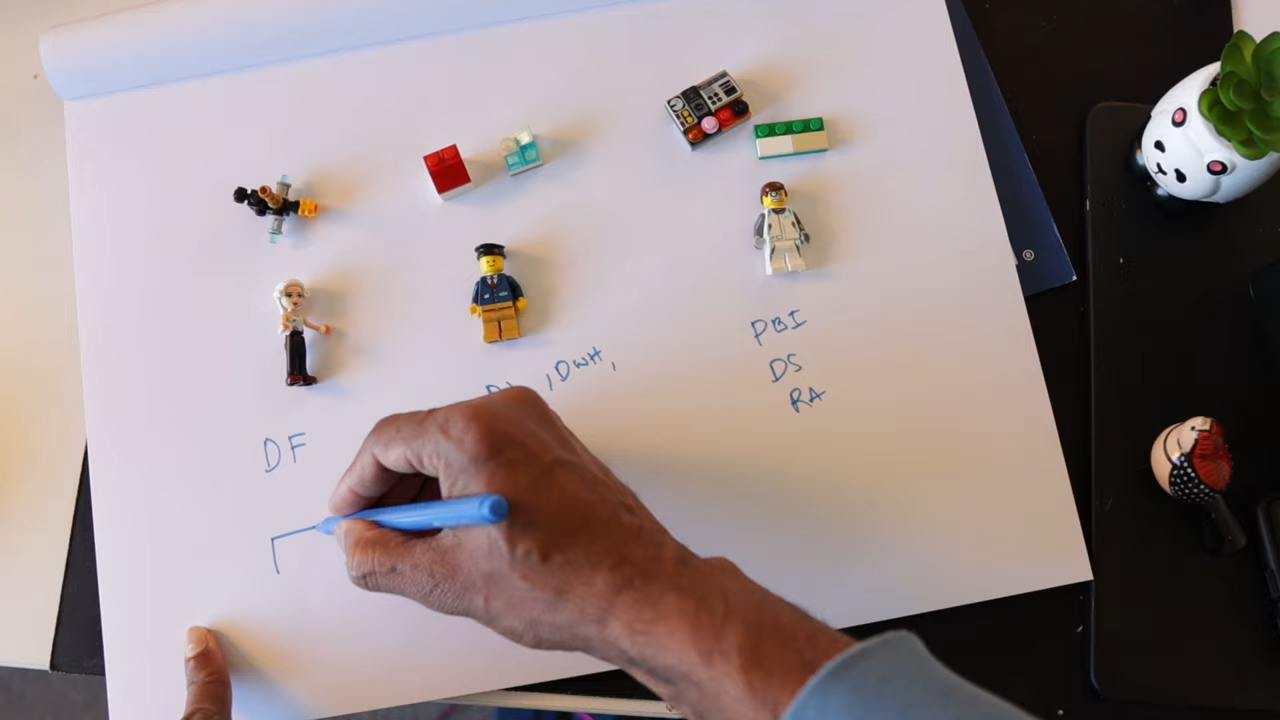 PBI
, DWH,
DS
RA
DF